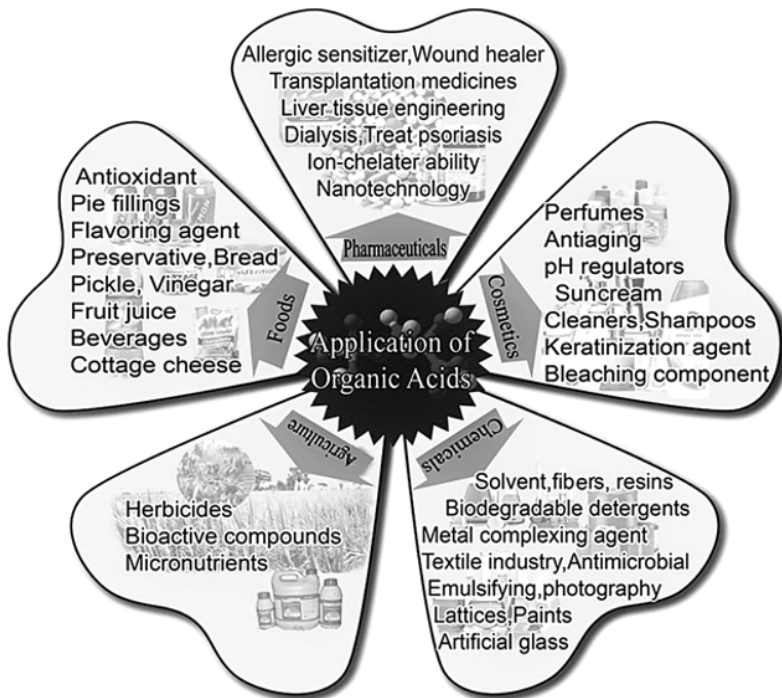 Allergic sensitizer,Wound healer
Transplantation medicines
Liver tissue engineering
Dialysis,Treat psoriasis
Ion-chelater ability
Nanotechnology
Pharmaceuticals
Antioxidant
Pie fillings
Flavoring agent
Preservative,Bread
Pickle, Vinegar
Fruit juice
Beverages
Cottage cheese
Foods
Perfumes
Antiaging
pH regulators
Suncream
Cleaners,Shampoos
Keratinization agent
Bleaching component
Cosmetics
Application of
Organic Acids
Agriculture
Herbicides
Bioactive compounds
Micronutrients
Chemicals
Solvent,fibers, resins
Biodegradable detergents
Metal complexing agent
Textile industry,Antimicrobial
Emulsifying,photography
Lattices,Paints
Artificial glass